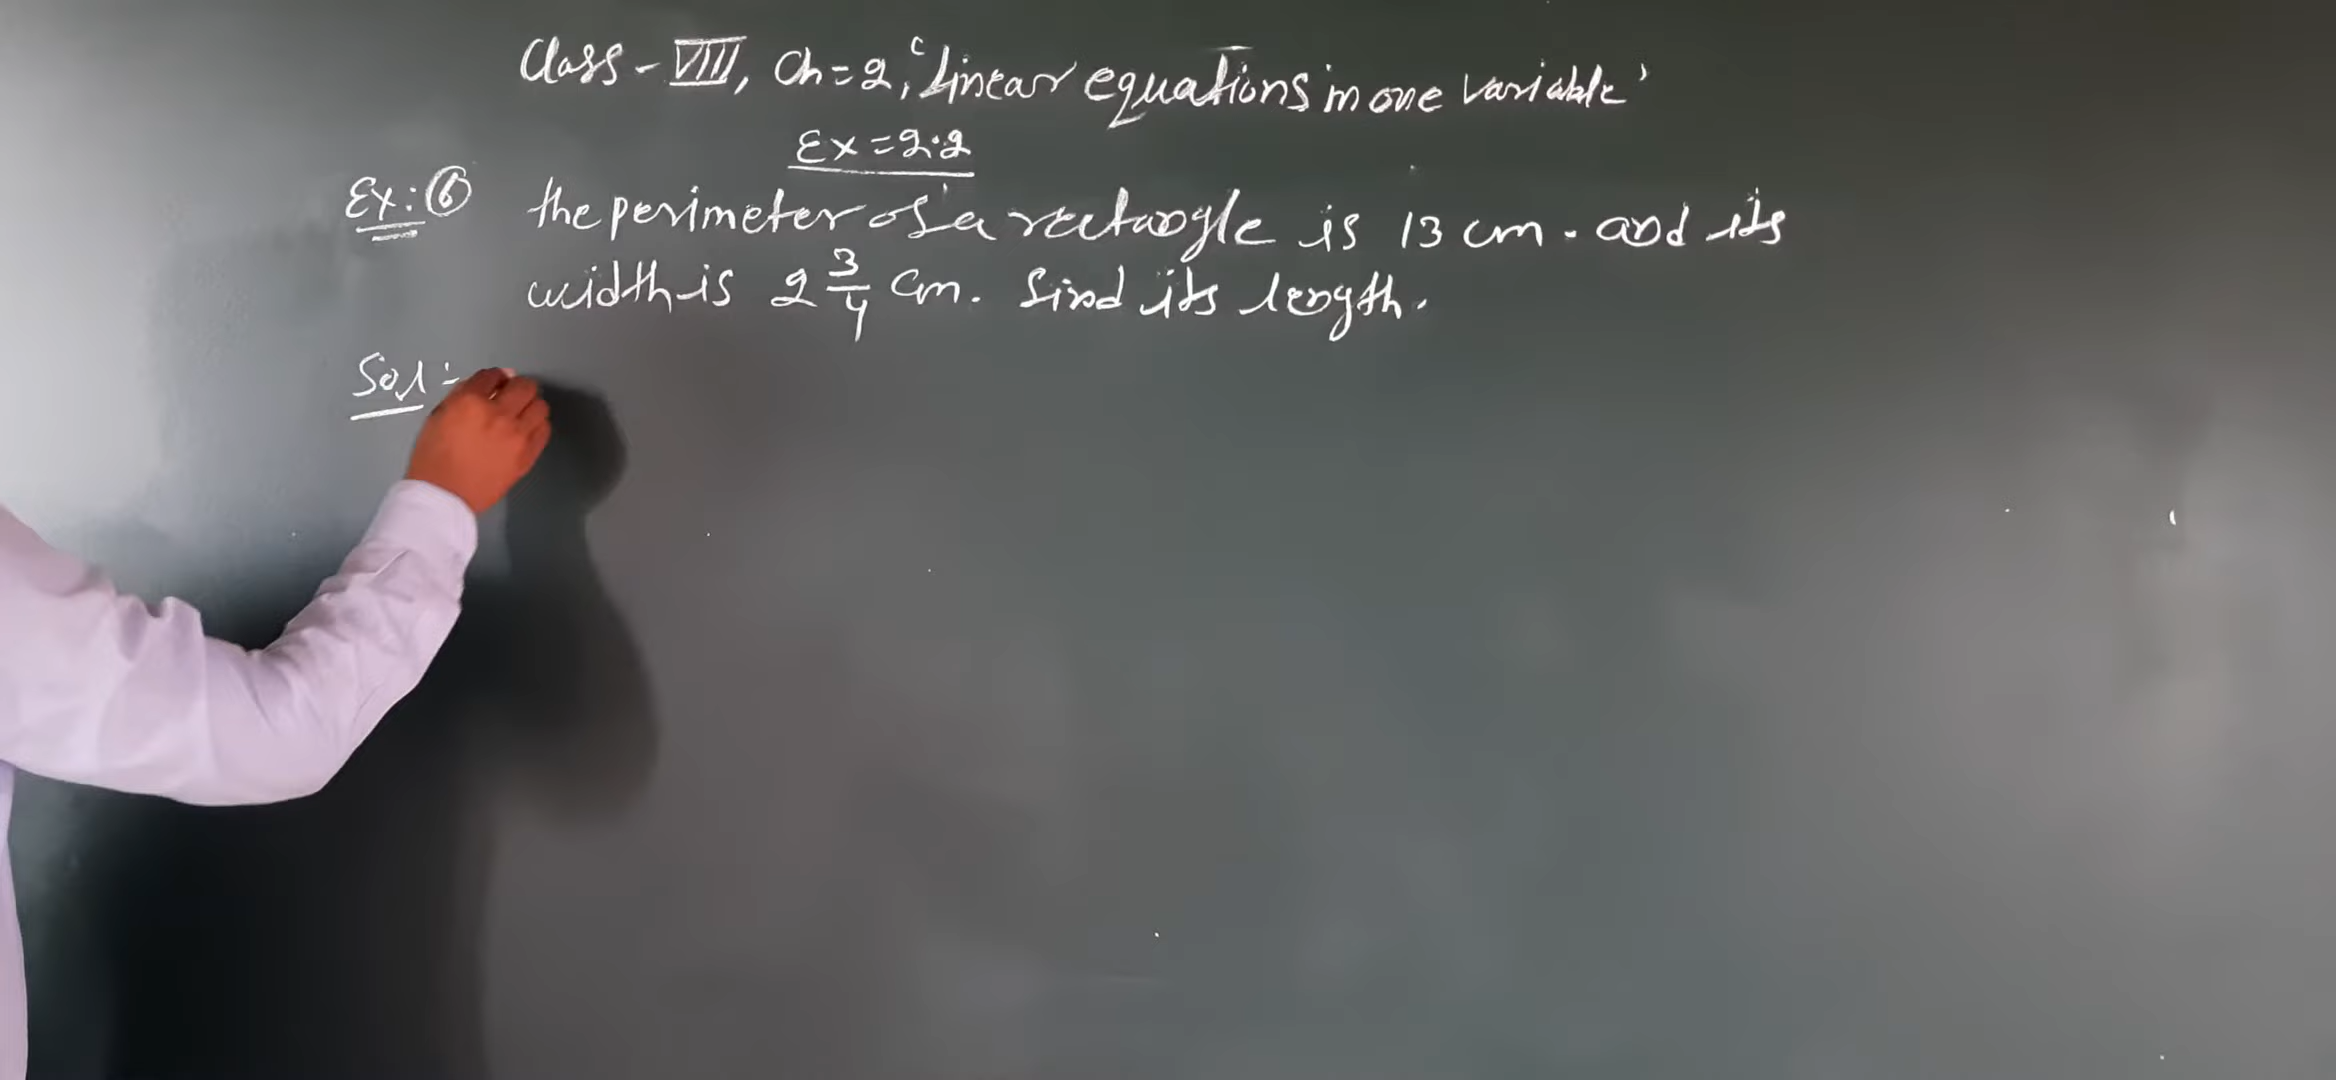 Class - VIII, Ch = 2, 'Linear equations in one variable'
Ex = 2.2
Ex: 6 the perimeter of a rectangle is 13 cm. and its
width is 2 3/4 cm. find its length.
Sol :-